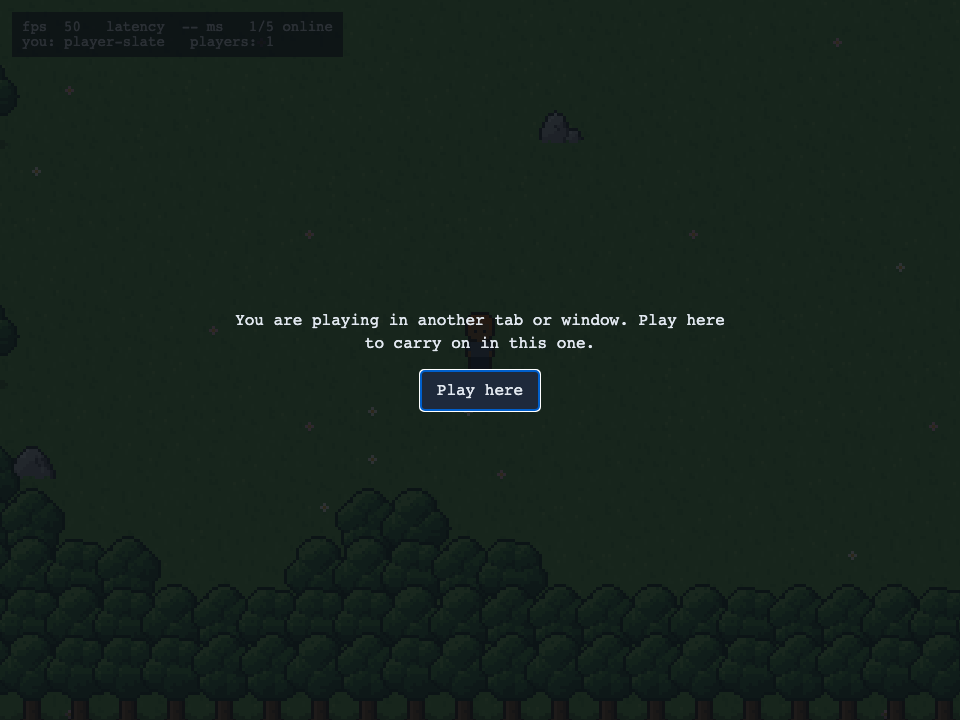 fps 50 latency -- ms 1/5 online
you: player-slate players: 1
You are playing in another tab or window. Play here
to carry on in this one.
Play here